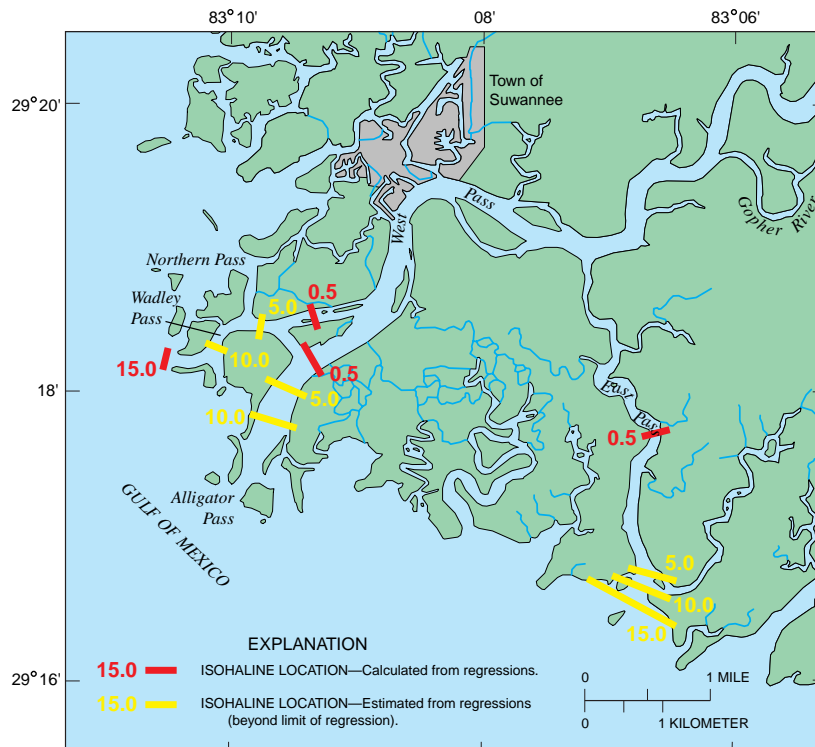 83°10' 08' 83°06'
29°20'
Town of
Suwannee
West
Pass
Gopher River
Northern Pass
Wadley
Pass
5.0
0.5
10.0
15.0
18'
0.5
5.0
10.0
East
Pass
0.5
Alligator
Pass
GULF OF MEXICO
5.0
10.0
15.0
EXPLANATION
15.0 ISOHALINE LOCATION—Calculated from regressions.
15.0 ISOHALINE LOCATION—Estimated from regressions
(beyond limit of regression).
29°16'
0 1 MILE
0 1 KILOMETER